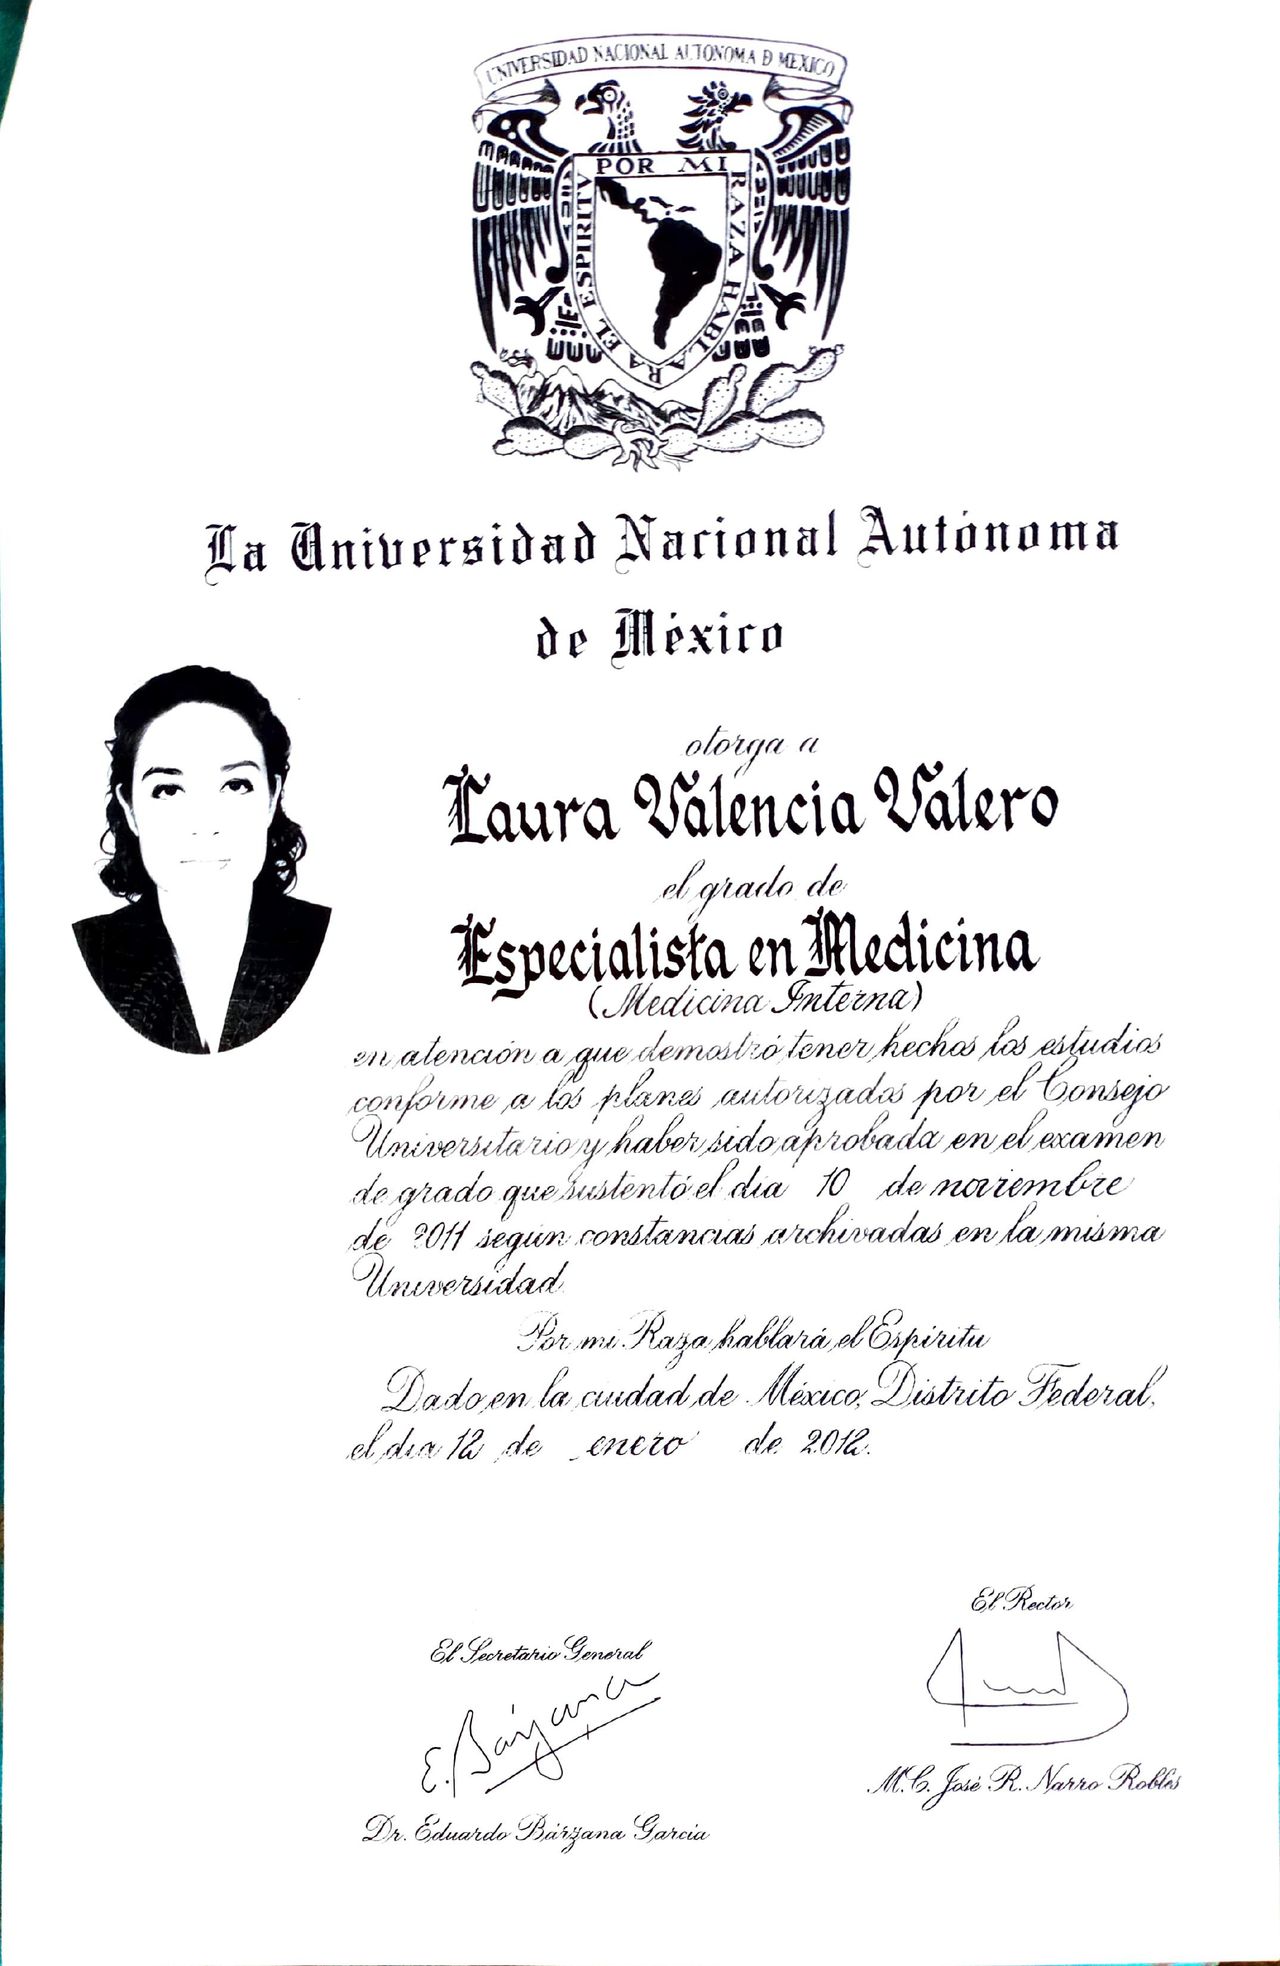 UNIVERSIDAD NACIONAL AUTONOMA D MEXICO
POR MI RAZA HABLARA EL ESPIRITV
La Universidad Nacional Autónoma
de México
otorga a
Laura Valencia Valero
el grado de
Especialista en Medicina
(Medicina Interna)
en atención a que demostró tener hechos los estudios
conforme a los planes autorizados por el Consejo
Universitario y haber sido aprobada en el examen
de grado que sustentó el día 10 de noviembre
de 2011 según constancias archivadas en la misma
Universidad.
Por mi Raza hablará el Espíritu
Dado en la ciudad de México, Distrito Federal,
el día 12 de enero de 2012.
El Rector
El Secretario General
E. Bárzana
M.C. José R. Narro Robles
Dr. Eduardo Bárzana García